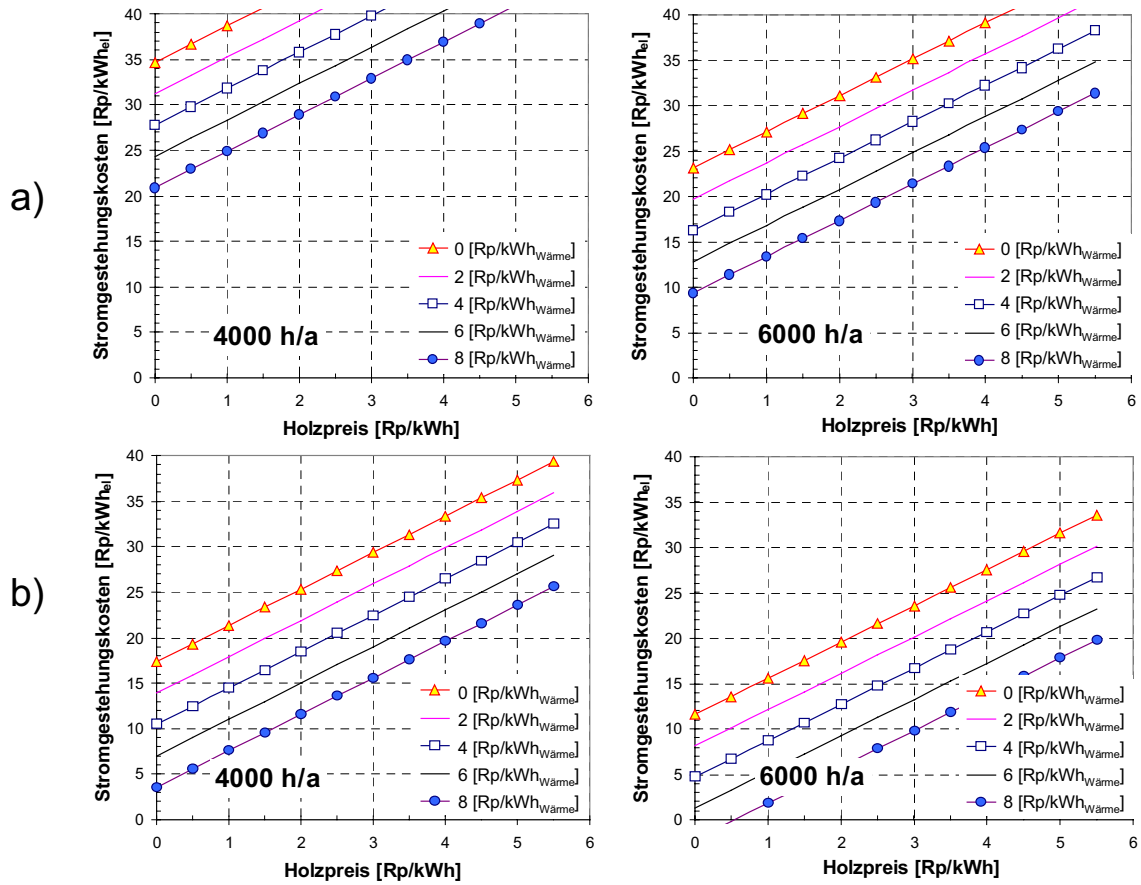 a)
Stromgestehungskosten [Rp/kWhel]
40
35
30
25
20
15
10
5
0
0 [Rp/kWhWärme]
2 [Rp/kWhWärme]
4 [Rp/kWhWärme]
6 [Rp/kWhWärme]
8 [Rp/kWhWärme]
4000 h/a
0 1 2 3 4 5 6
Holzpreis [Rp/kWh]
Stromgestehungskosten [Rp/kWhel]
40
35
30
25
20
15
10
5
0
0 [Rp/kWhWärme]
2 [Rp/kWhWärme]
4 [Rp/kWhWärme]
6 [Rp/kWhWärme]
8 [Rp/kWhWärme]
6000 h/a
0 1 2 3 4 5 6
Holzpreis [Rp/kWh]
b)
Stromgestehungskosten [Rp/kWhel]
40
35
30
25
20
15
10
5
0
0 [Rp/kWhWärme]
2 [Rp/kWhWärme]
4 [Rp/kWhWärme]
6 [Rp/kWhWärme]
8 [Rp/kWhWärme]
4000 h/a
0 1 2 3 4 5 6
Holzpreis [Rp/kWh]
Stromgestehungskosten [Rp/kWhel]
40
35
30
25
20
15
10
5
0
0 [Rp/kWhWärme]
2 [Rp/kWhWärme]
4 [Rp/kWhWärme]
6 [Rp/kWhWärme]
8 [Rp/kWhWärme]
6000 h/a
0 1 2 3 4 5 6
Holzpreis [Rp/kWh]